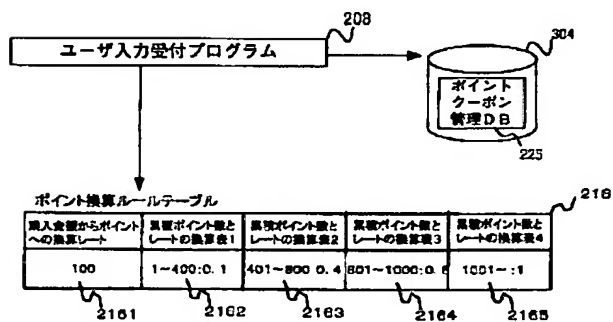 208
ユーザ入力受付プログラム
304
ポイント
クーポン
管理DB
225
ポイント換算ルールテーブル
216
購入金額からポイント
への換算レート
累積ポイント数と
レートの換算表1
累積ポイント数と
レートの換算表2
累積ポイント数と
レートの換算表3
累積ポイント数と
レートの換算表4
100
1~400:0.1
401~800 0.4
801~1000:0.
1001~ :1
2161
2162
2163
2164
2165